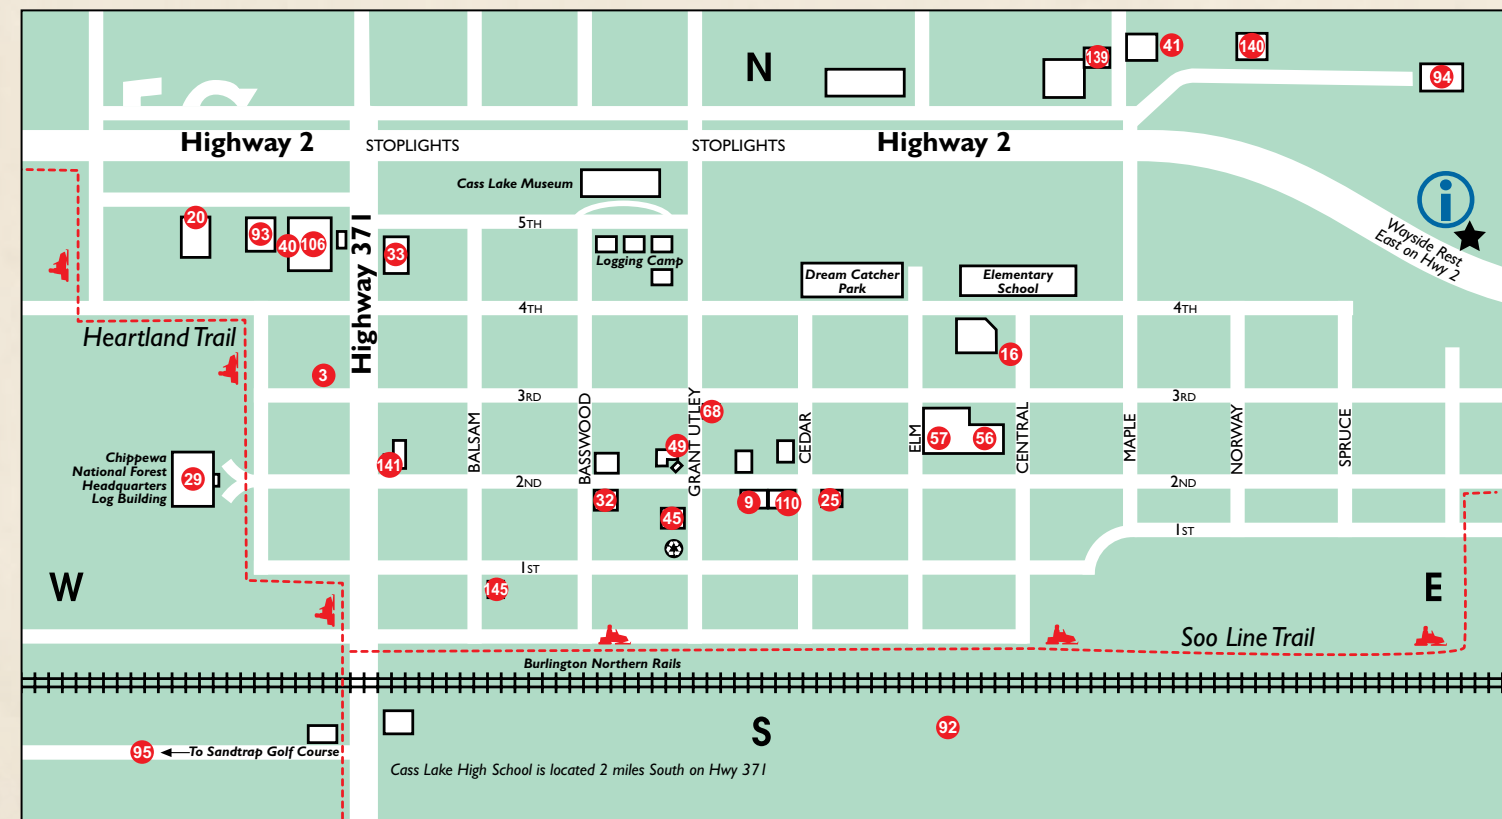 N
139
41
140
94
Highway 2
STOPLIGHTS
STOPLIGHTS
Highway 2
Cass Lake Museum
20
93
40
106
Highway 371
33
5TH
Logging Camp
Dream Catcher
Park
Elementary
School
i
Wayside Rest
East on Hwy 2
4TH
4TH
Heartland Trail
3
16
3RD
3RD
BALSAM
BASSWOOD
GRANT UTLEY
68
CEDAR
ELM
57
56
CENTRAL
MAPLE
NORWAY
SPRUCE
49
141
Chippewa
National Forest
Headquarters
Log Building
29
2ND
2ND
32
45
9
110
25
1ST
1ST
145
W
E
Soo Line Trail
Burlington Northern Rails
S
92
95
To Sandtrap Golf Course
Cass Lake High School is located 2 miles South on Hwy 371